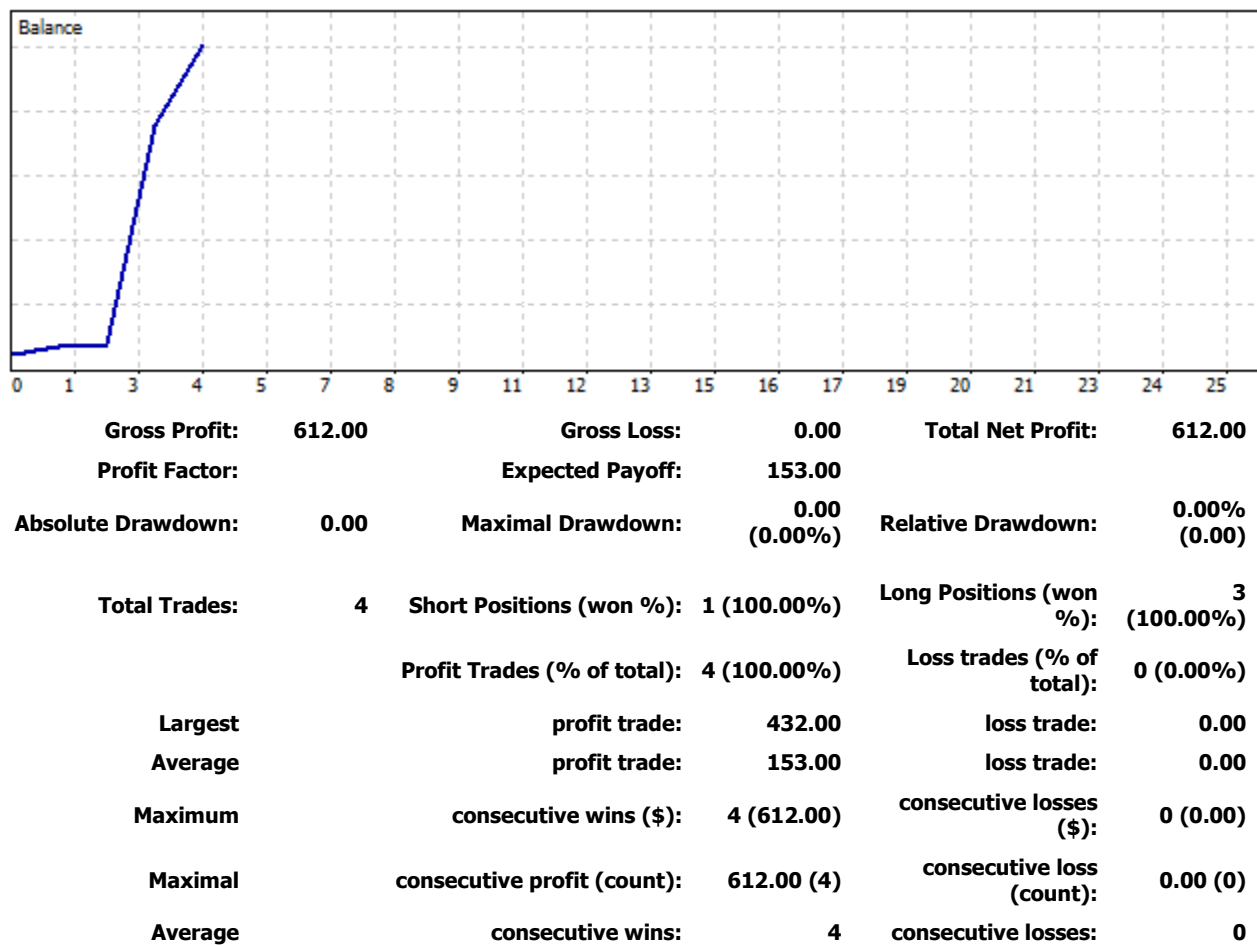 Balance
0 1 3 4 5 7 8 9 11 12 13 15 16 17 19 20 21 23 24 25
Gross Profit: 612.00 Gross Loss: 0.00 Total Net Profit: 612.00
Profit Factor: Expected Payoff: 153.00
Absolute Drawdown: 0.00 Maximal Drawdown: 0.00 (0.00%) Relative Drawdown: 0.00% (0.00)
Total Trades: 4 Short Positions (won %): 1 (100.00%) Long Positions (won %): 3 (100.00%)
Profit Trades (% of total): 4 (100.00%) Loss trades (% of total): 0 (0.00%)
Largest profit trade: 432.00 loss trade: 0.00
Average profit trade: 153.00 loss trade: 0.00
Maximum consecutive wins ($): 4 (612.00) consecutive losses ($): 0 (0.00)
Maximal consecutive profit (count): 612.00 (4) consecutive loss (count): 0.00 (0)
Average consecutive wins: 4 consecutive losses: 0